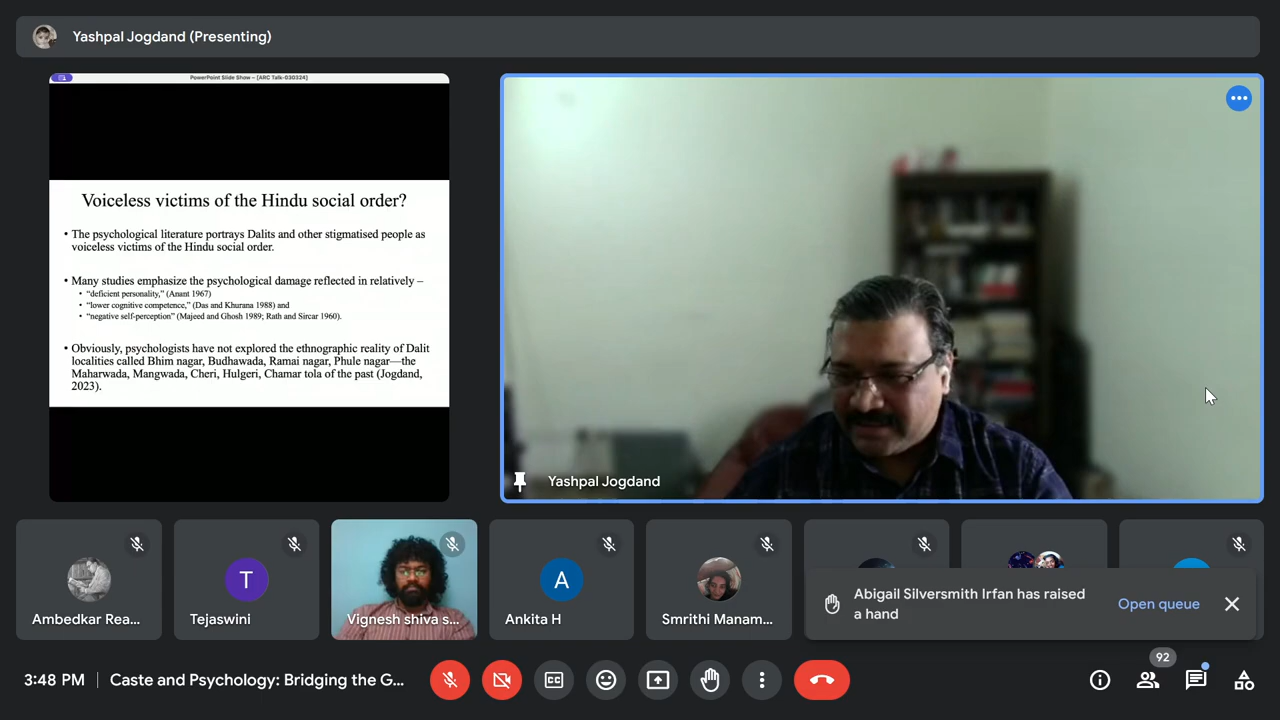 Yashpal Jogdand (Presenting)
PowerPoint Slide Show – [ARC Talk-030324]
Voiceless victims of the Hindu social order?
• The psychological literature portrays Dalits and other stigmatised people as
voiceless victims of the Hindu social order.
• Many studies emphasize the psychological damage reflected in relatively –
• “deficient personality,” (Anant 1967)
• “lower cognitive competence,” (Das and Khurana 1988) and
• “negative self-perception” (Majeed and Ghosh 1989; Rath and Sircar 1960).
• Obviously, psychologists have not explored the ethnographic reality of Dalit
localities called Bhim nagar, Budhawada, Ramai nagar, Phule nagar—the
Maharwada, Mangwada, Cheri, Hulgeri, Chamar tola of the past (Jogdand,
2023).
Yashpal Jogdand
Ambedkar Rea...
T
Tejaswini
Vignesh shiva s...
A
Ankita H
Smrithi Manam...
Abigail Silversmith Irfan has raised
a hand
Open queue
3:48 PM
Caste and Psychology: Bridging the G...
92